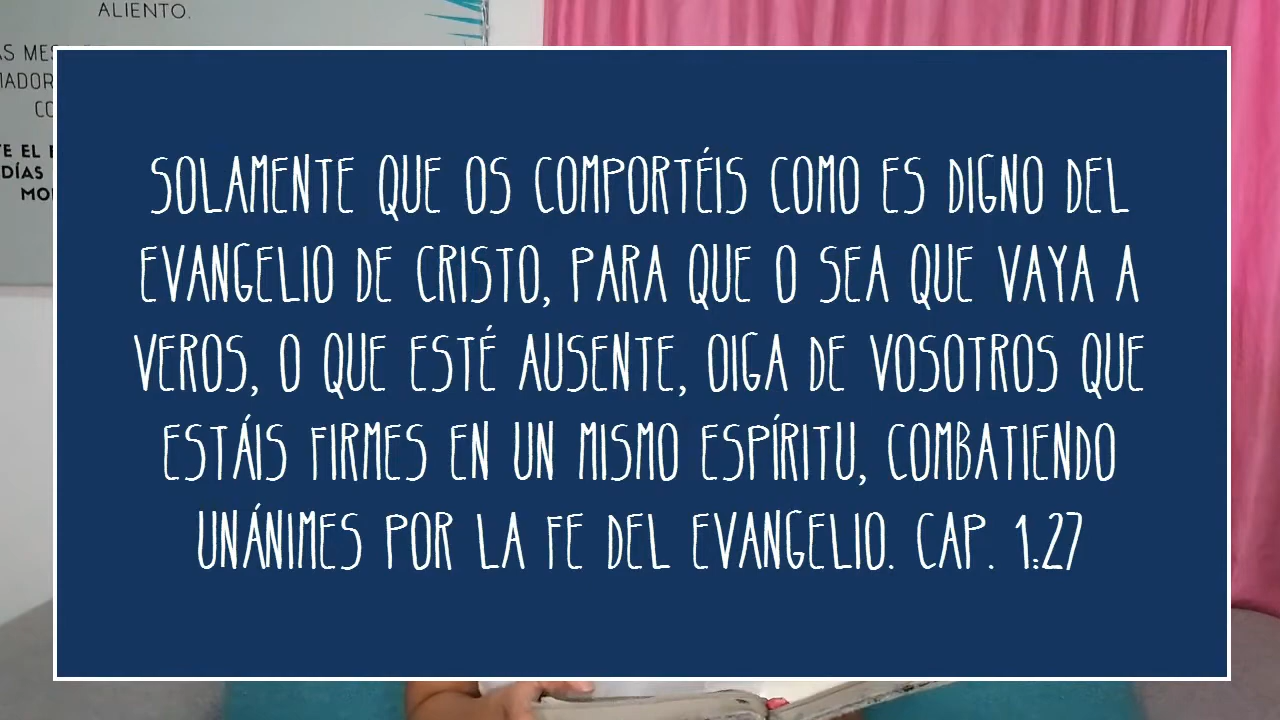 ALIENTO.
SOLAMENTE QUE OS COMPORTÉIS COMO ES DIGNO DEL
EVANGELIO DE CRISTO, PARA QUE O SEA QUE VAYA A
VEROS, O QUE ESTÉ AUSENTE, OIGA DE VOSOTROS QUE
ESTÁIS FIRMES EN UN MISMO ESPÍRITU, COMBATIENDO
UNÁNIMES POR LA FE DEL EVANGELIO. CAP. 1:27
EL
DÍAS